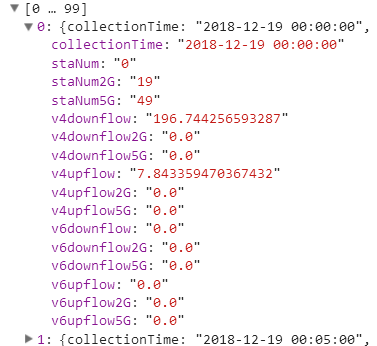 [0 … 99]
0: {collectionTime: "2018-12-19 00:00:00",
collectionTime: "2018-12-19 00:00:00"
staNum: "0"
staNum2G: "19"
staNum5G: "49"
v4downflow: "196.744256593287"
v4downflow2G: "0.0"
v4downflow5G: "0.0"
v4upflow: "7.843359470367432"
v4upflow2G: "0.0"
v4upflow5G: "0.0"
v6downflow: "0.0"
v6downflow2G: "0.0"
v6downflow5G: "0.0"
v6upflow: "0.0"
v6upflow2G: "0.0"
v6upflow5G: "0.0"
1: {collectionTime: "2018-12-19 00:05:00",